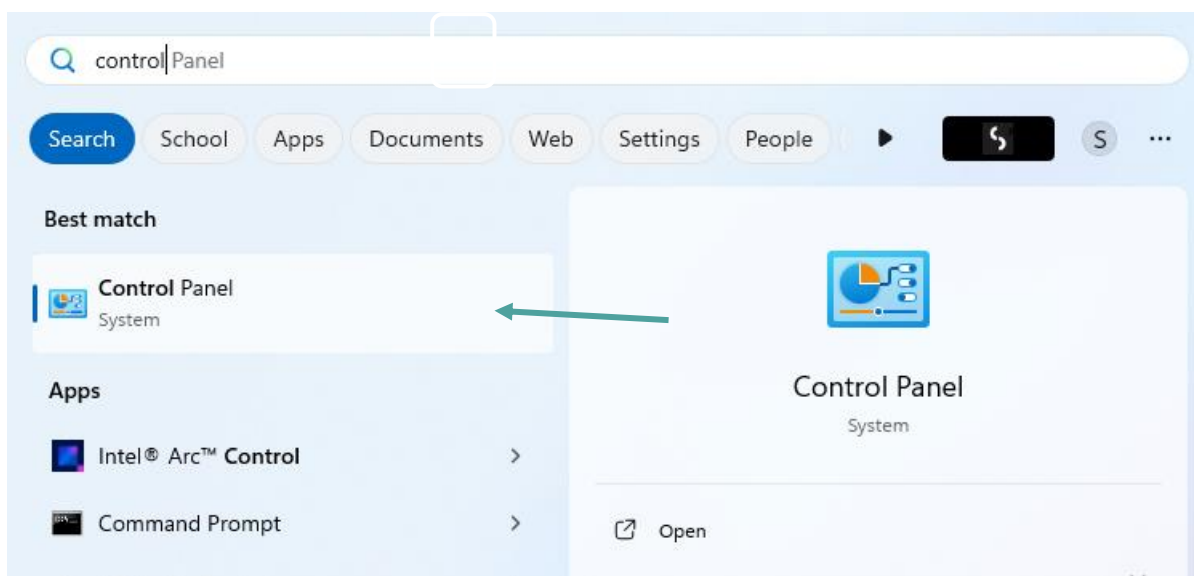 control Panel
Search School Apps Documents Web Settings People S ...
Best match
Control Panel
System
Apps
Intel® Arc™ Control
Command Prompt
Control Panel
System
Open